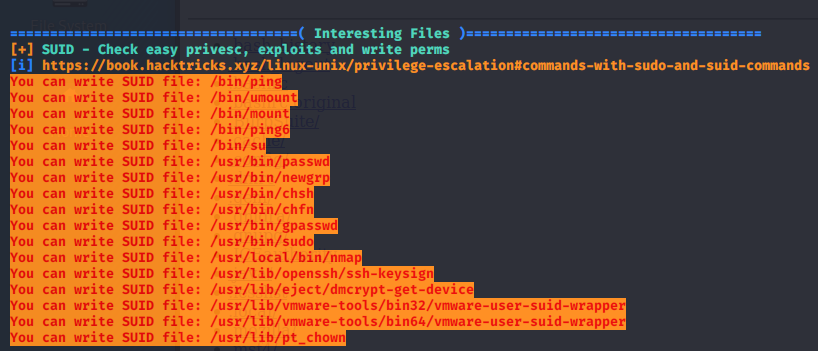 File System
====================================( Interesting Files )=====================================
[+] SUID - Check easy privesc, exploits and write perms
[i] https://book.hacktricks.xyz/linux-unix/privilege-escalation#commands-with-sudo-and-suid-commands
You can write SUID file: /bin/ping
You can write SUID file: /bin/umount
You can write SUID file: /bin/mount
You can write SUID file: /bin/ping6
You can write SUID file: /bin/su
You can write SUID file: /usr/bin/passwd
You can write SUID file: /usr/bin/newgrp
You can write SUID file: /usr/bin/chsh
You can write SUID file: /usr/bin/chfn
You can write SUID file: /usr/bin/gpasswd
You can write SUID file: /usr/bin/sudo
You can write SUID file: /usr/local/bin/nmap
You can write SUID file: /usr/lib/openssh/ssh-keysign
You can write SUID file: /usr/lib/eject/dmcrypt-get-device
You can write SUID file: /usr/lib/vmware-tools/bin32/vmware-user-suid-wrapper
You can write SUID file: /usr/lib/vmware-tools/bin64/vmware-user-suid-wrapper
You can write SUID file: /usr/lib/pt_chown